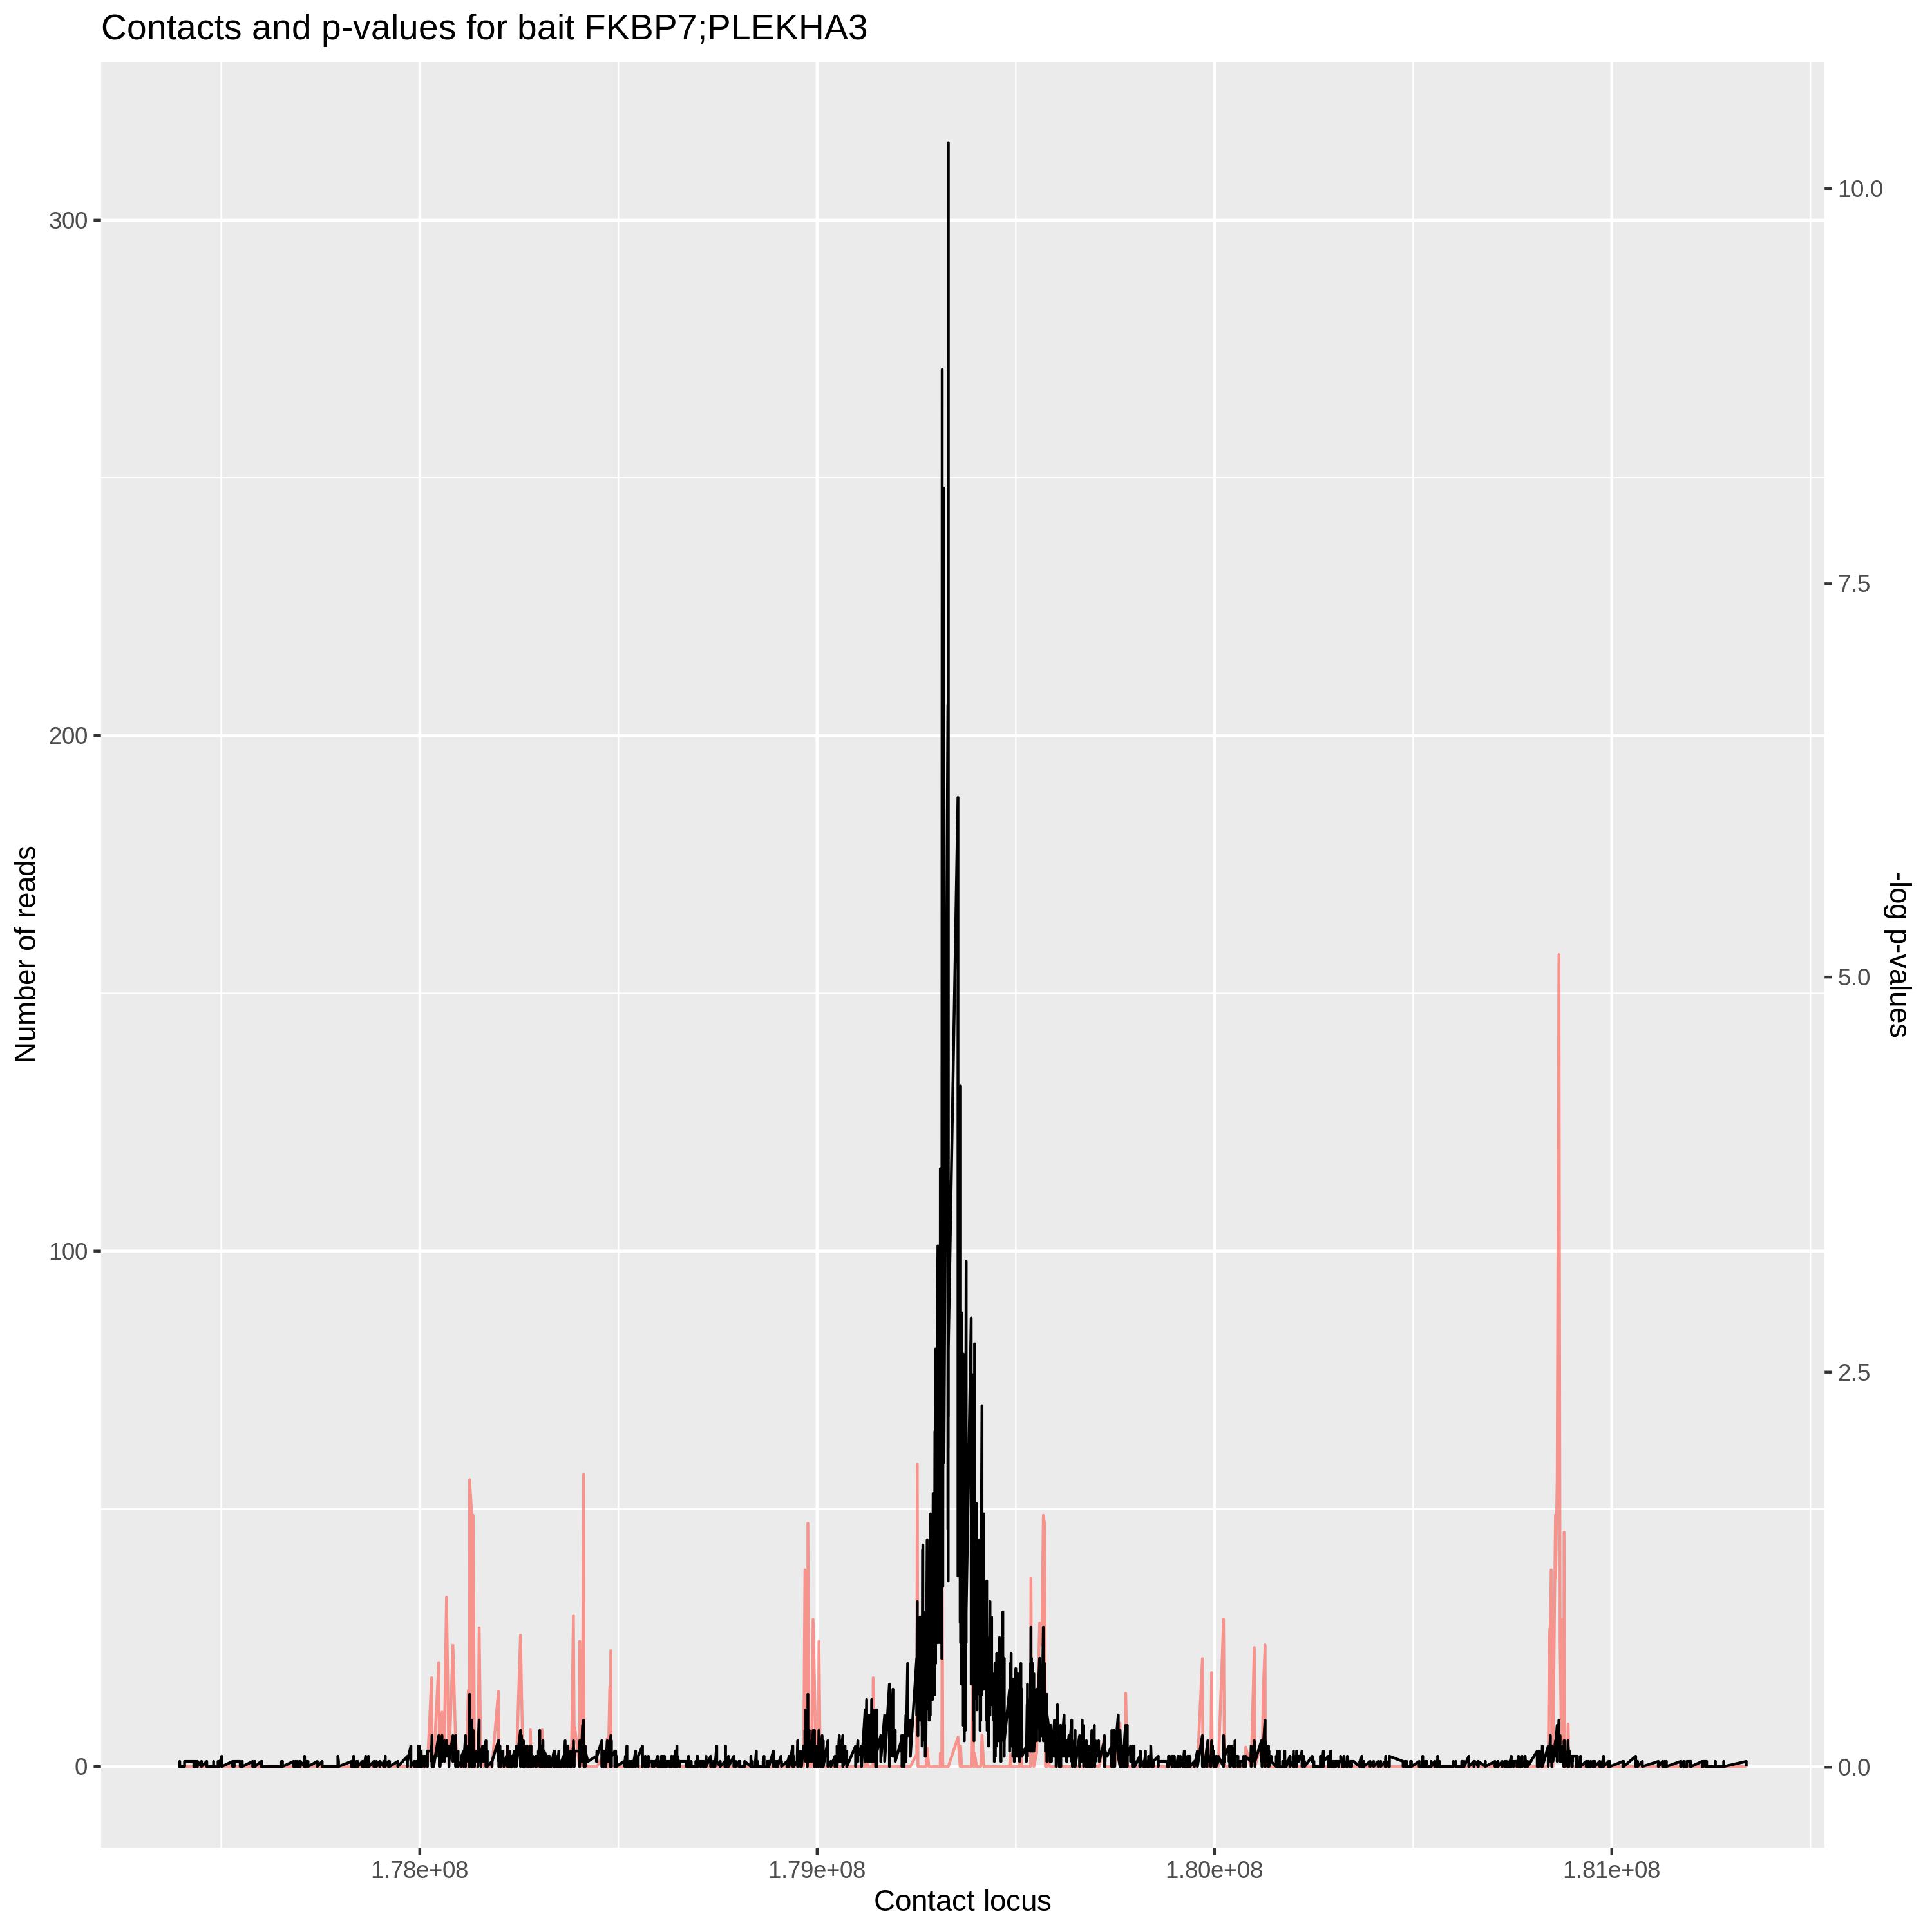 Contacts and p-values for bait FKBP7;PLEKHA3
300
200
100
0
10.0
7.5
5.0
2.5
0.0
Number of reads
-log p-values
1.78e+08 1.79e+08 1.80e+08 1.81e+08
Contact locus